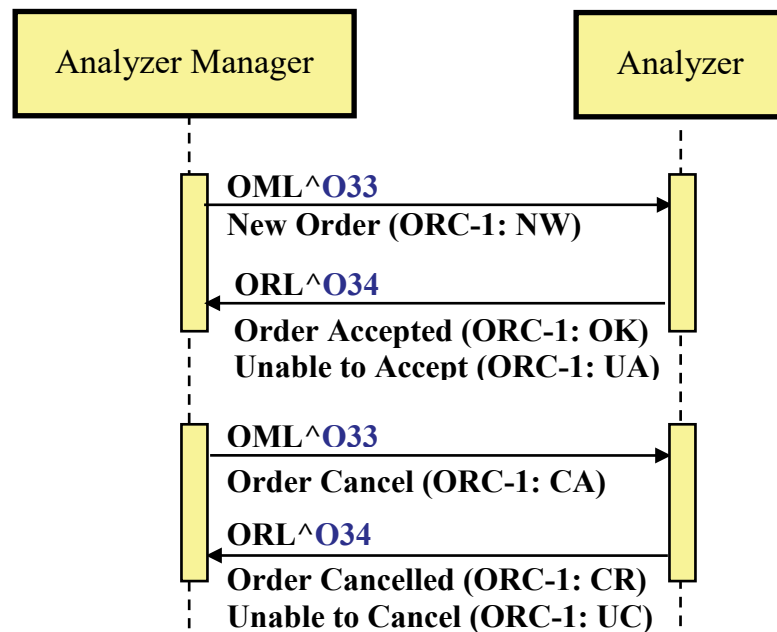 Analyzer Manager
Analyzer
OML^O33
New Order (ORC-1: NW)
ORL^O34
Order Accepted (ORC-1: OK)
Unable to Accept (ORC-1: UA)
OML^O33
Order Cancel (ORC-1: CA)
ORL^O34
Order Cancelled (ORC-1: CR)
Unable to Cancel (ORC-1: UC)